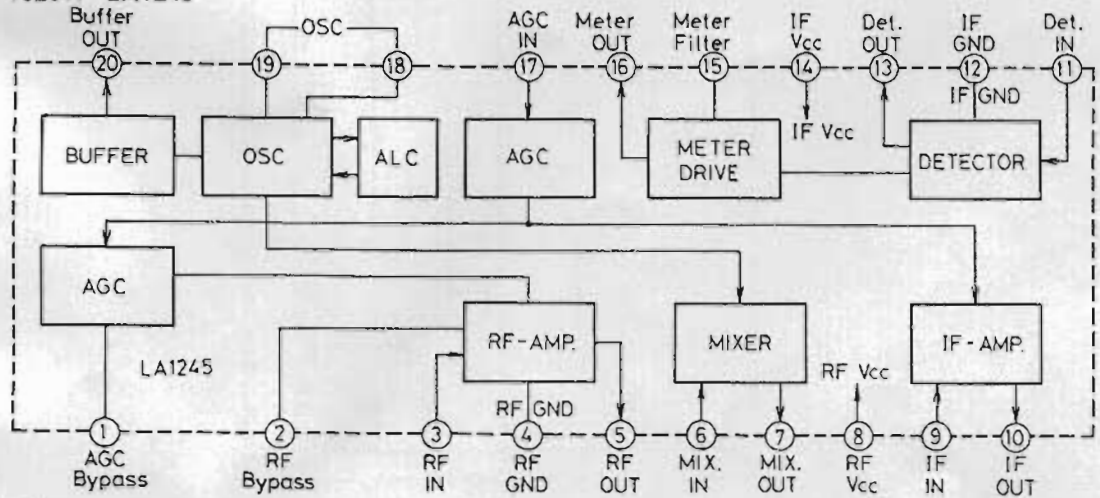 Buffer
OUT
OSC
AGC
IN
Meter
OUT
Meter
Filter
IF
Vcc
Det.
OUT
IF
GND
Det.
IN
20
19
18
17
16
15
14
13
12
11
IF GND
IF Vcc
BUFFER
OSC
ALC
AGC
METER
DRIVE
DETECTOR
AGC
RF-AMP.
MIXER
IF-AMP.
LA1245
RF GND
RF Vcc
1
2
3
4
5
6
7
8
9
10
AGC
Bypass
RF
Bypass
RF
IN
RF
GND
RF
OUT
MIX.
IN
MIX.
OUT
RF
Vcc
IF
IN
IF
OUT